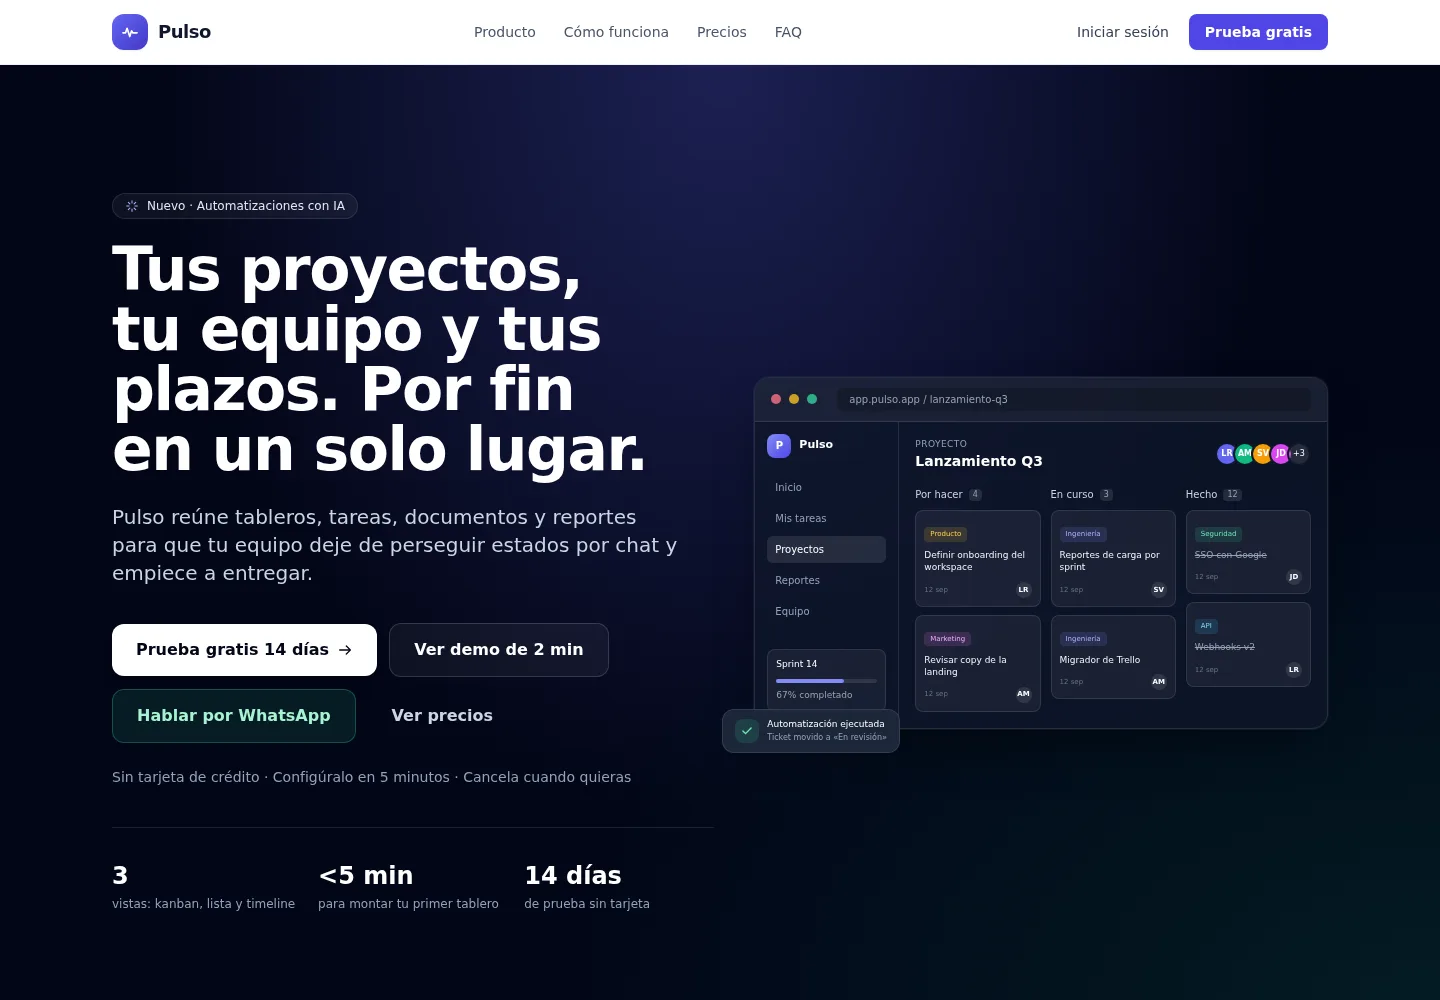 Pulso
Producto
Cómo funciona
Precios
FAQ
Iniciar sesión
Prueba gratis
Nuevo · Automatizaciones con IA
Tus proyectos,
tu equipo y tus
plazos. Por fin
en un solo lugar.
Pulso reúne tableros, tareas, documentos y reportes
para que tu equipo deje de perseguir estados por chat y
empiece a entregar.
Prueba gratis 14 días →
Ver demo de 2 min
Hablar por WhatsApp
Ver precios
Sin tarjeta de crédito · Configúralo en 5 minutos · Cancela cuando quieras
3
vistas: kanban, lista y timeline
<5 min
para montar tu primer tablero
14 días
de prueba sin tarjeta
app.pulso.app / lanzamiento-q3
P
Pulso
Inicio
Mis tareas
Proyectos
Reportes
Equipo
Sprint 14
67% completado
Automatización ejecutada
Ticket movido a «En revisión»
PROYECTO
Lanzamiento Q3
LR AM SV JD +3
Por hacer 4
Producto
Definir onboarding del
workspace
12 sep
LR
Marketing
Revisar copy de la
landing
12 sep
AM
En curso 3
Ingeniería
Reportes de carga por
sprint
12 sep
SV
Ingeniería
Migrador de Trello
12 sep
AM
Hecho 12
Seguridad
SSO con Google
12 sep
JD
API
Webhooks v2
12 sep
LR